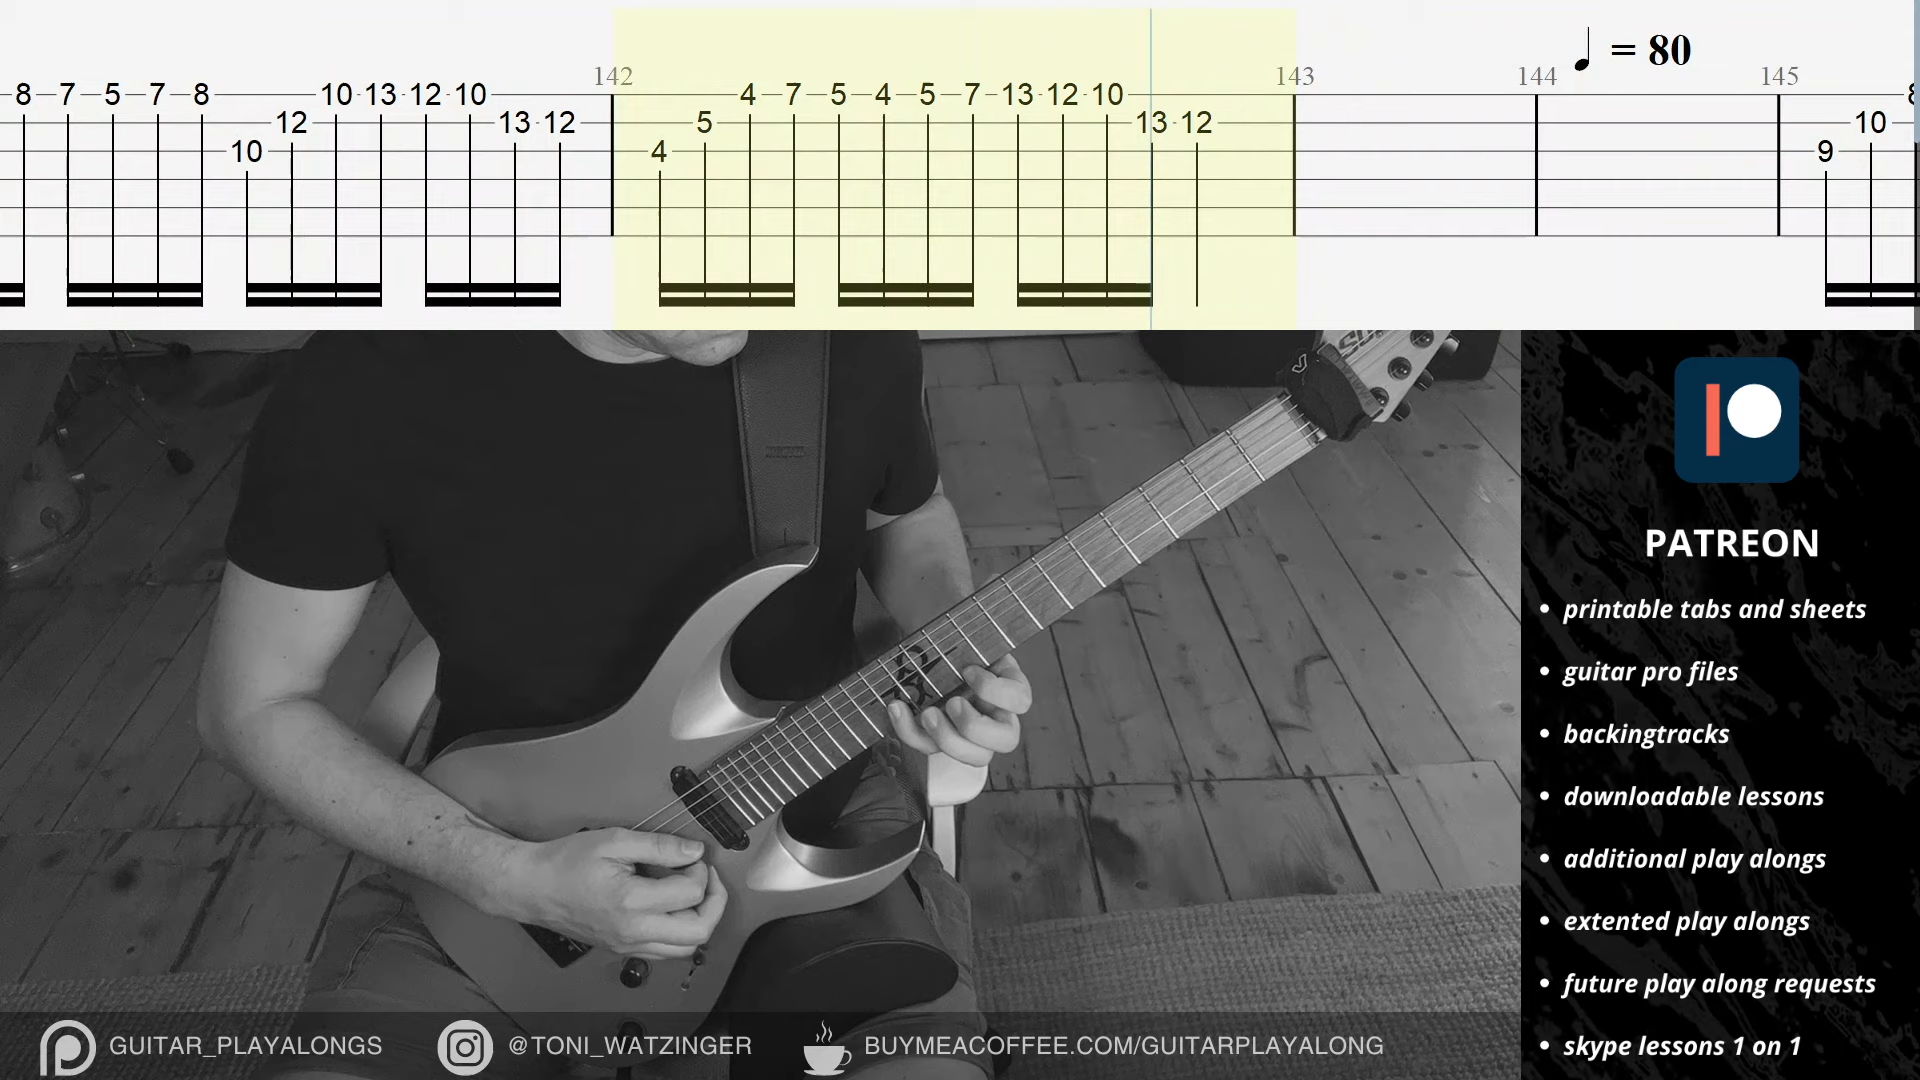 = 80
142 143 144 145
8 7 5 7 8 10 13 12 10 4 7 5 4 5 7 13 12 10
12 13 12 5 13 12 10
10 4 9
PATREON
• printable tabs and sheets
• guitar pro files
• backingtracks
• downloadable lessons
• additional play alongs
• extented play alongs
• future play along requests
• skype lessons 1 on 1
GUITAR_PLAYALONGS @TONI_WATZINGER BUYMEACOFFEE.COM/GUITARPLAYALONG